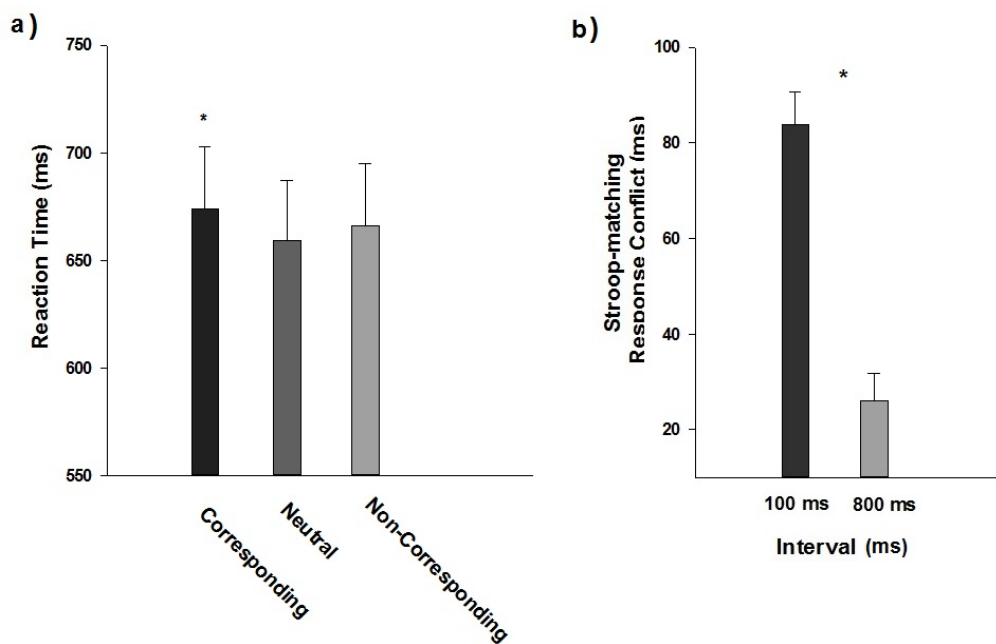 a)
750
700
650
600
550
Reaction Time (ms)
*
Corresponding
Neutral
Non-Corresponding
b)
100
80
60
40
20
Stroop-matching
Response Conflict (ms)
*
100 ms
800 ms
Interval (ms)